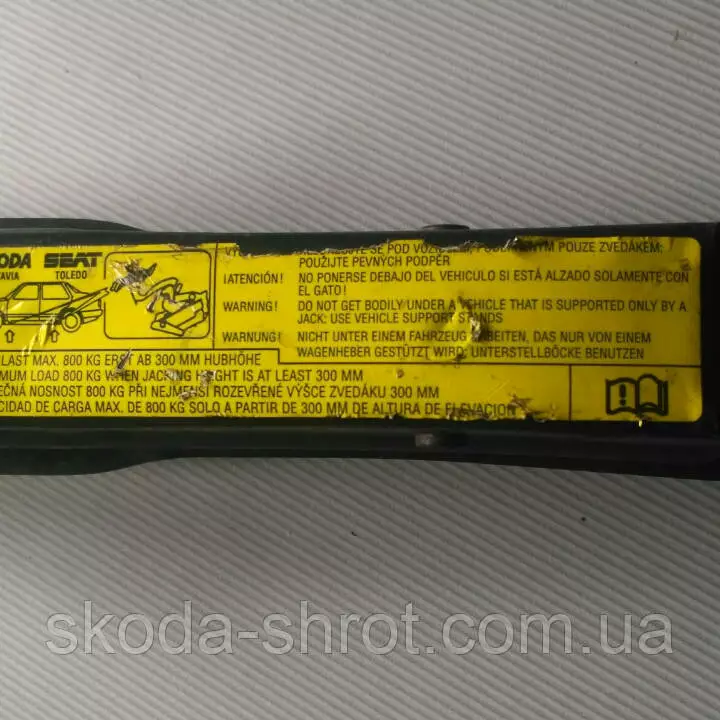 ODA SEAT
AVIA TOLEDO
SE POD POUZE ZVEDÁKEM:
POUŽIJTE PEVNÝCH PODPĚR
¡ATENCIÓN! NO PONERSE DEBAJO DEL VEHICULO SI ESTÁ ALZADO SOLAMENTE CON
EL GATO!
WARNING! DO NOT GET BODILY UNDER A VEHICLE THAT IS SUPPORTED ONLY BY A
JACK: USE VEHICLE SUPPORT STANDS
WARNUNG! NICHT UNTER EINEM FAHRZEUG ARBEITEN, DAS NUR VON EINEM
WAGENHEBER GESTÜTZT WIRD: UNTERSTELLBÖCKE BENUTZEN
LAST MAX. 800 KG ERST AB 300 MM HUBHÖHE
MUM LOAD 800 KG WHEN JACKING HEIGHT IS AT LEAST 300 MM
EČNÁ NOSNOST 800 KG PŘI NEJMENŠÍ ROZEVŘENÉ VÝŠCE ZVEDÁKU 300 MM
CIDAD DE CARGA MAX. DE 800 KG SOLO A PARTIR DE 300 MM DE ALTURA DE ELEVACION
skoda-shrot.com.ua